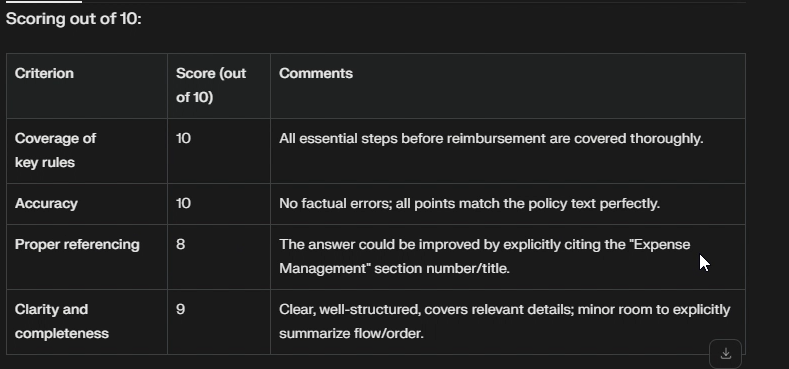 Scoring out of 10:
Criterion
Score (out
of 10)
Comments
Coverage of
key rules
10
All essential steps before reimbursement are covered thoroughly.
Accuracy
10
No factual errors; all points match the policy text perfectly.
Proper referencing
8
The answer could be improved by explicitly citing the "Expense
Management" section number/title.
Clarity and
completeness
9
Clear, well-structured, covers relevant details; minor room to explicitly
summarize flow/order.